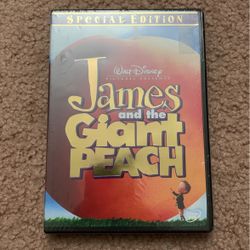 SPECIAL EDITION
WALT DISNEY
PICTURES PRESENTS
James
and the
Giant
PEACH